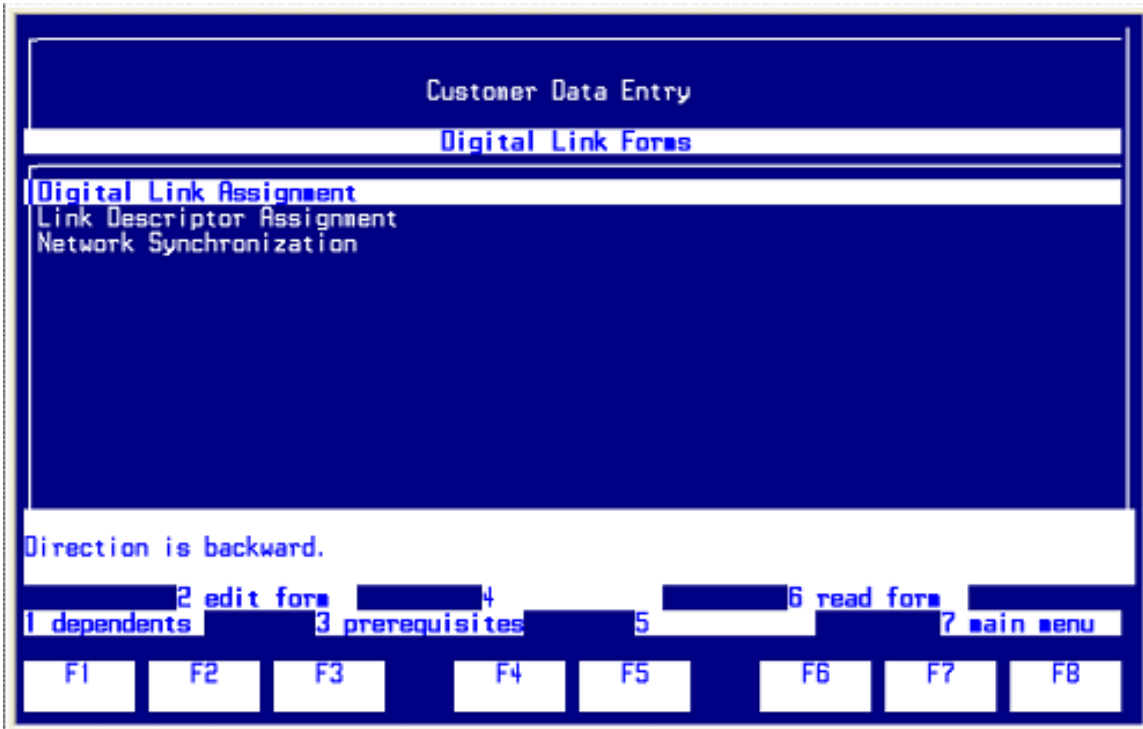 Customer Data Entry
Digital Link Forms
Digital Link Assignment
Link Descriptor Assignment
Network Synchronization
Direction is backward.
2 edit form 4 6 read form
1 dependents 3 prerequisites 5 7 main menu
F1 F2 F3 F4 F5 F6 F7 F8